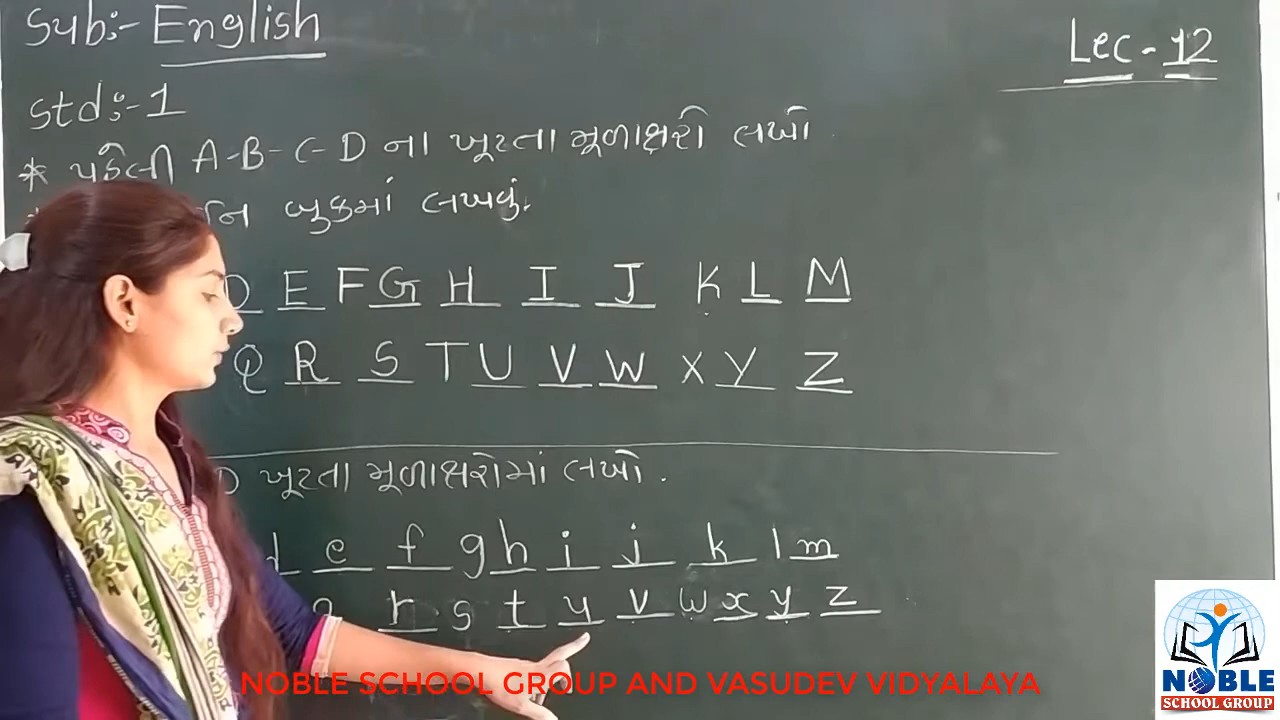 Sub:- English
Lec - 12
Std:- 1
* પહેલી A-B-C-D ના ખૂટતા મૂળાક્ષરો લખો
બુકમાં લખવું.
D E F G H I J K L M
Q R S T U V W X Y Z
D ખૂટતા મૂળાક્ષરોમાં લખો.
d e f g h i j k l m
q r s t u v w x y z
NOBLE SCHOOL GROUP AND VASUDEV VIDYALAYA
NOBLE
SCHOOL GROUP